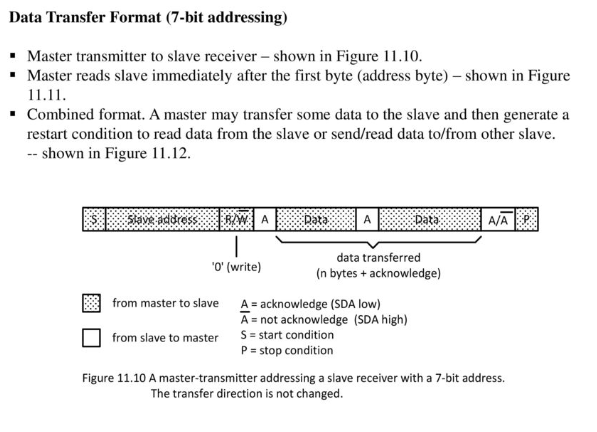 Data Transfer Format (7-bit addressing)
▪ Master transmitter to slave receiver – shown in Figure 11.10.
▪ Master reads slave immediately after the first byte (address byte) – shown in Figure
11.11.
▪ Combined format. A master may transfer some data to the slave and then generate a
restart condition to read data from the slave or send/read data to/from other slave.
-- shown in Figure 11.12.
S Slave address R/W̅ A Data A Data A/A̅ P
'0' (write)
data transferred
(n bytes + acknowledge)
from master to slave
from slave to master
A = acknowledge (SDA low)
A̅ = not acknowledge (SDA high)
S = start condition
P = stop condition
Figure 11.10 A master-transmitter addressing a slave receiver with a 7-bit address.
The transfer direction is not changed.